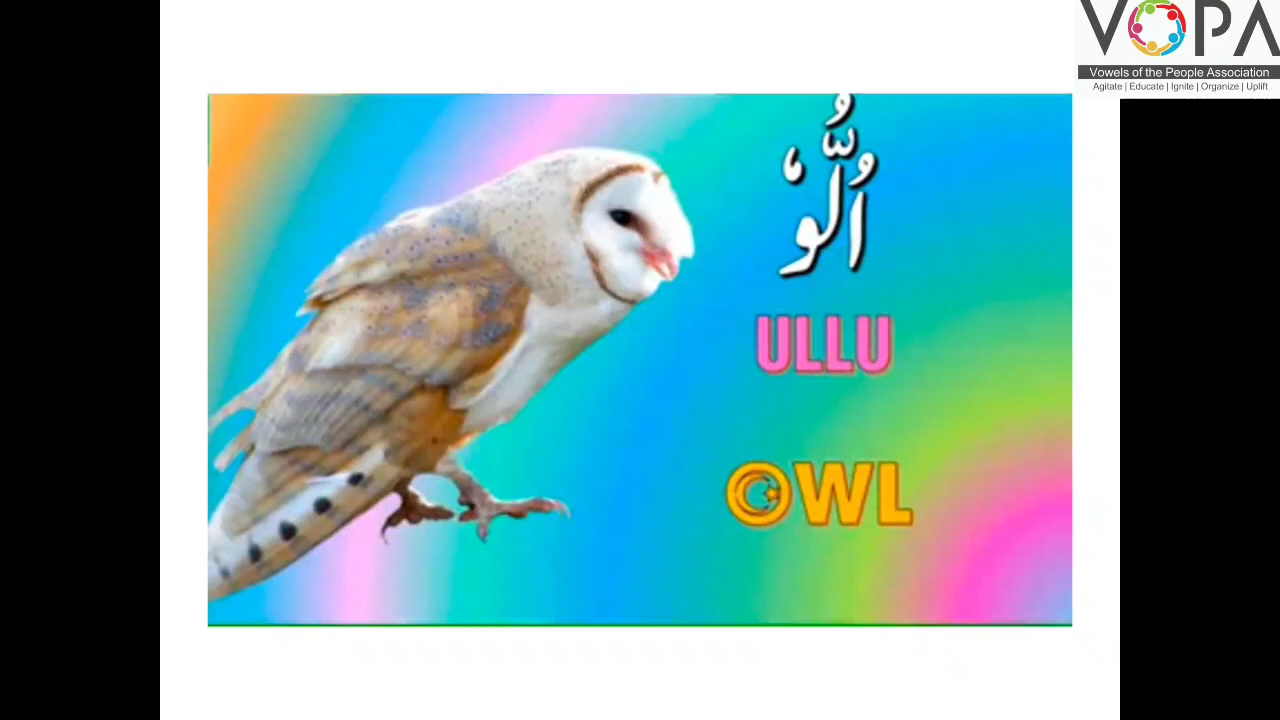 VOPA
Vowels of the People Association
Agitate | Educate | Ignite | Organize | Uplift
اُلُّو
ULLU
OWL